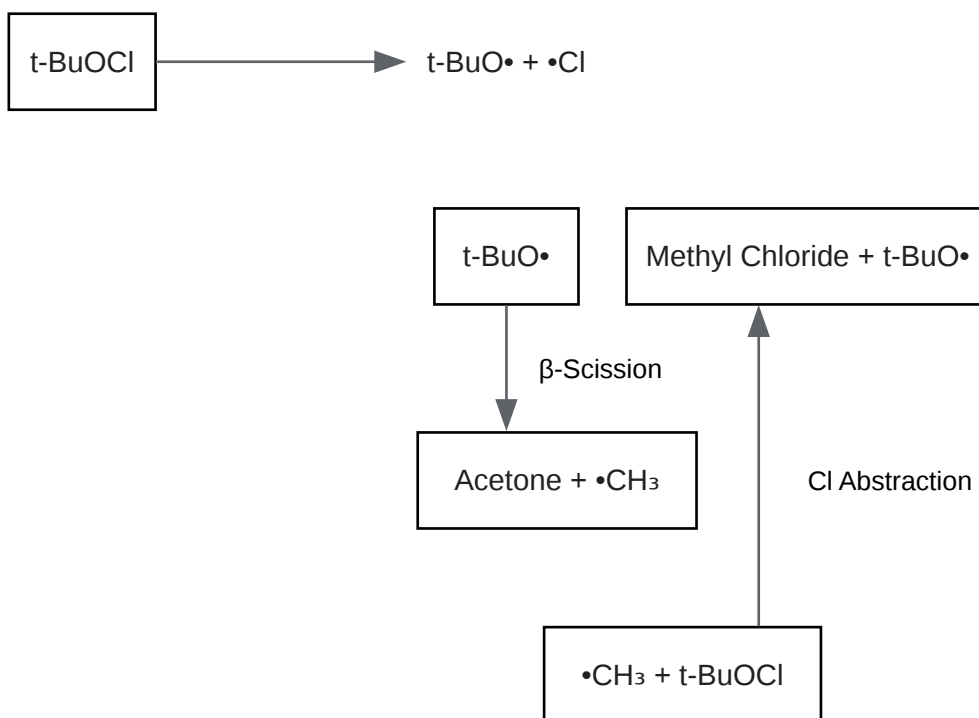 t-BuOCl
t-BuO• + •Cl
t-BuO•
Methyl Chloride + t-BuO•
β-Scission
Acetone + •CH₃
Cl Abstraction
•CH₃ + t-BuOCl